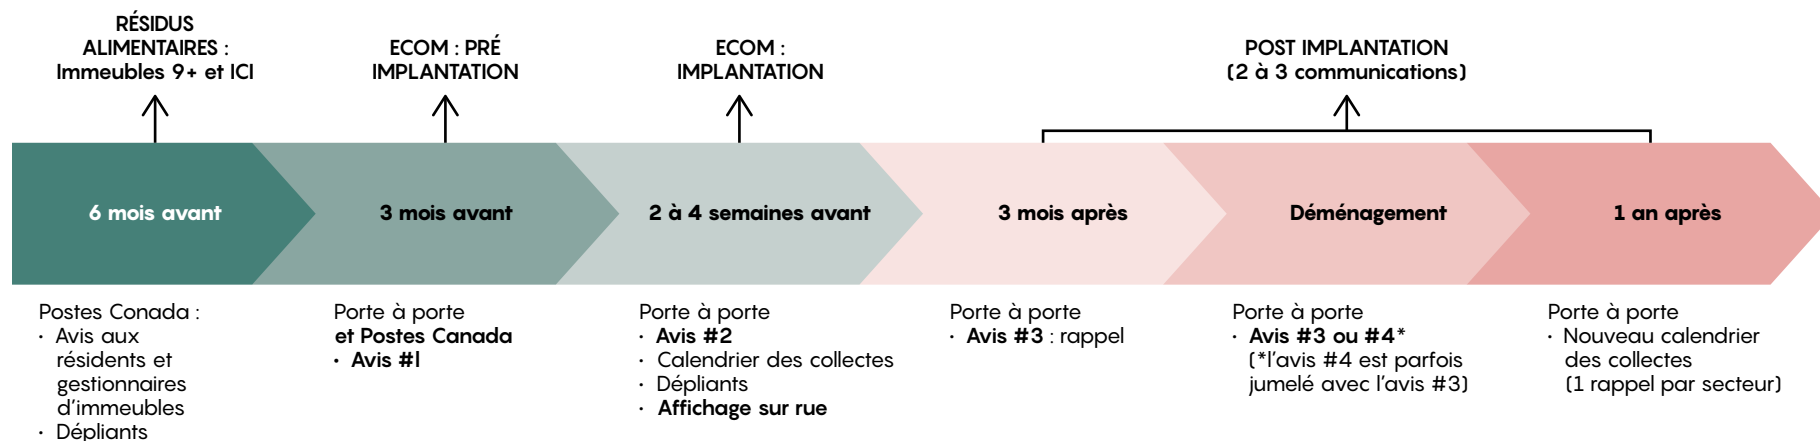 RÉSIDUS
ALIMENTAIRES :
Immeubles 9+ et ICI
ECOM : PRÉ
IMPLANTATION
ECOM :
IMPLANTATION
POST IMPLANTATION
(2 à 3 communications)
6 mois avant
3 mois avant
2 à 4 semaines avant
3 mois après
Déménagement
1 an après
Postes Conada :
· Avis aux
résidents et
gestionnaires
d'immeubles
· Dépliants
Porte à porte
et Postes Canada
· Avis #1
Porte à porte
· Avis #2
· Calendrier des collectes
· Dépliants
· Affichage sur rue
Porte à porte
· Avis #3 : rappel
Porte à porte
· Avis #3 ou #4*
(*l'avis #4 est parfois
jumelé avec l'avis #3)
Porte à porte
· Nouveau calendrier
des collectes
(1 rappel par secteur)